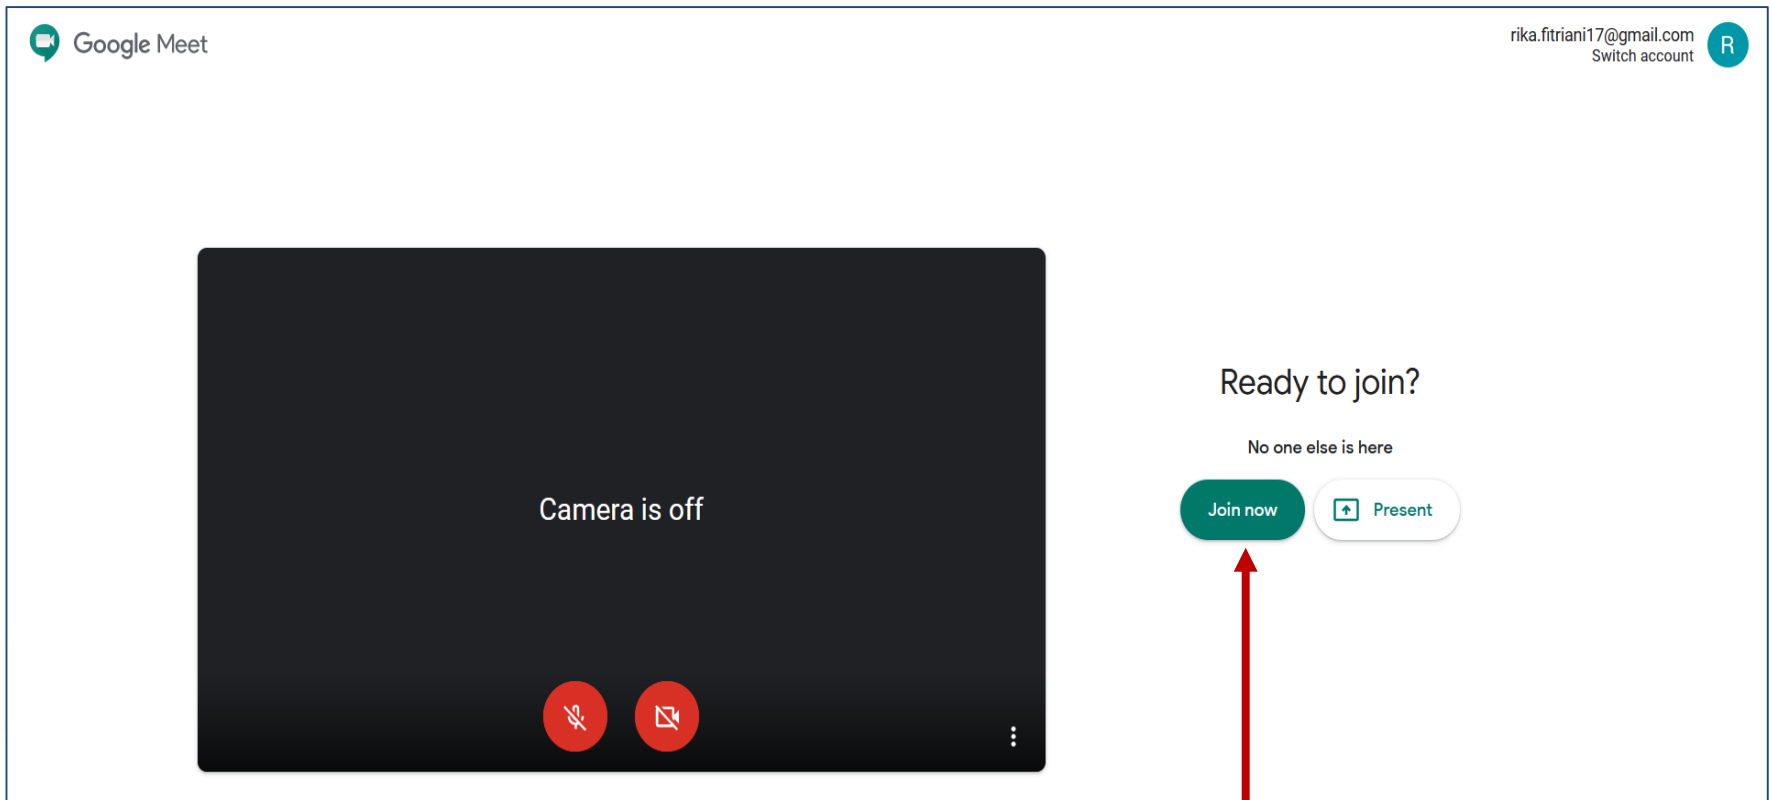 Google Meet
rika.fitriani17@gmail.com
Switch account
R
Ready to join?
No one else is here
Camera is off
Join now
Present